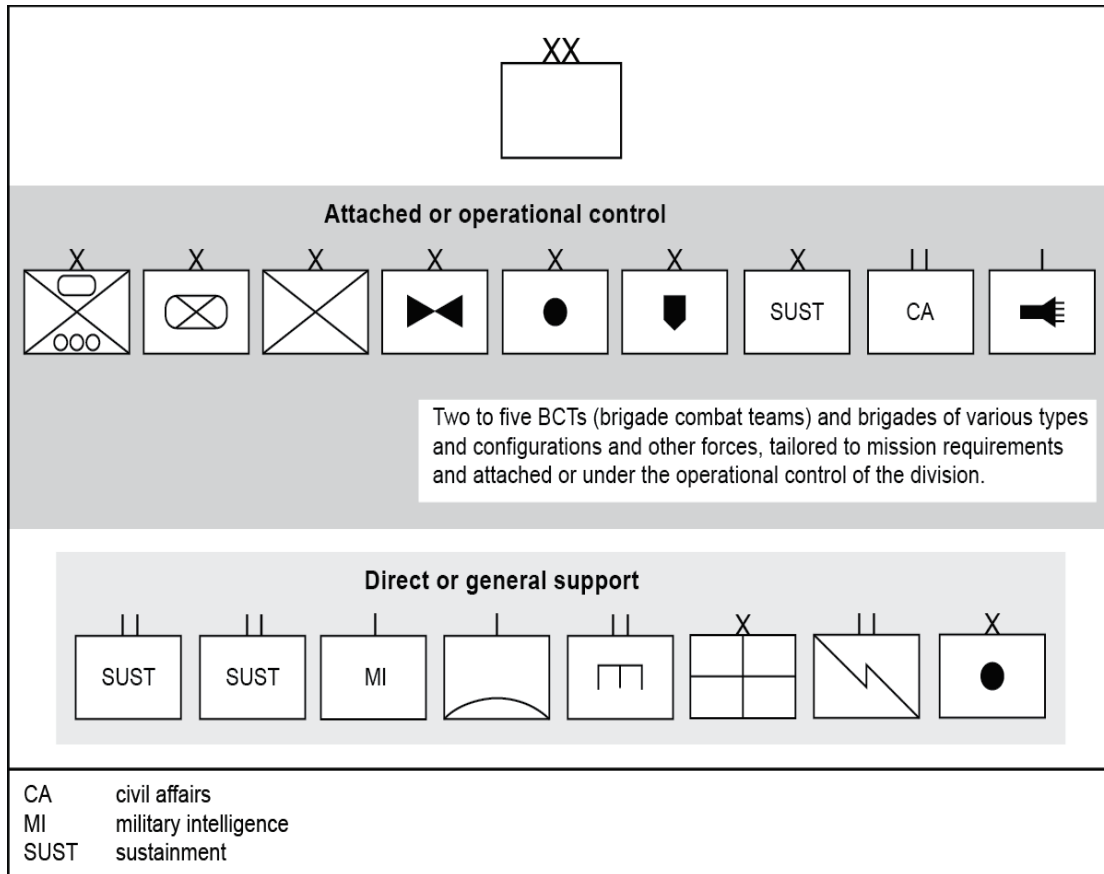 XX
Attached or operational control
X X X X X X X II I
SUST CA
Two to five BCTs (brigade combat teams) and brigades of various types
and configurations and other forces, tailored to mission requirements
and attached or under the operational control of the division.
Direct or general support
II II I I II X II X
SUST SUST MI
CA civil affairs
MI military intelligence
SUST sustainment